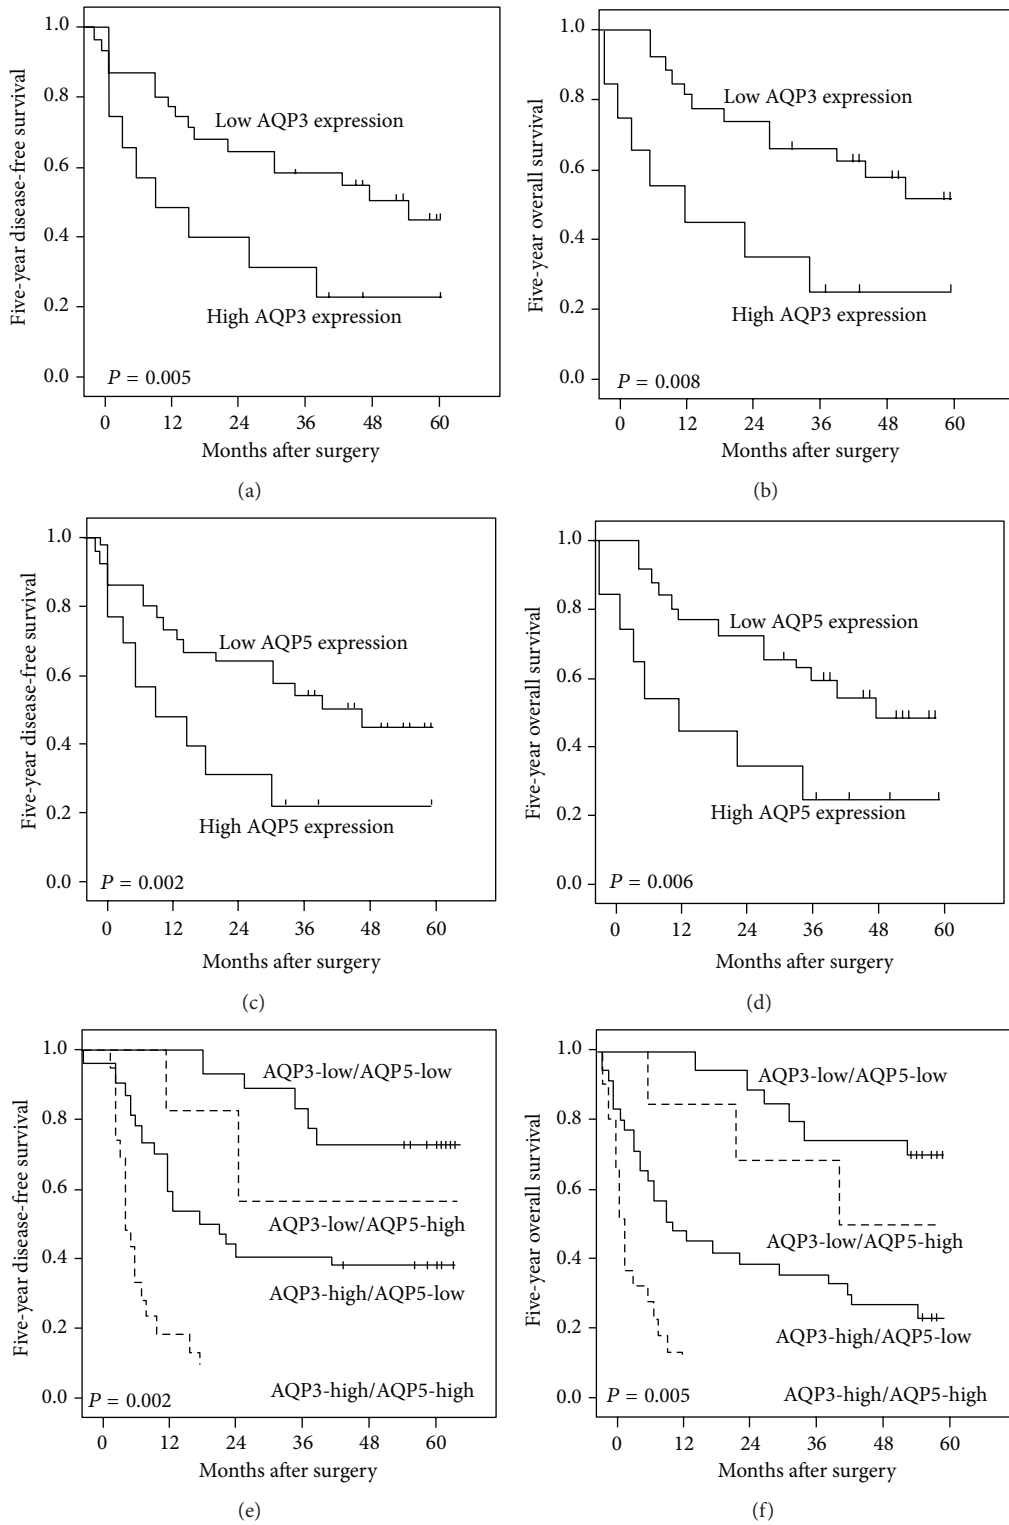 Five-year disease-free survival
1.0
0.8
0.6
0.4
0.2
0.0
Low AQP3 expression
High AQP3 expression
P = 0.005
0 12 24 36 48 60
Months after surgery
(a)
Five-year overall survival
1.0
0.8
0.6
0.4
0.2
0.0
Low AQP3 expression
High AQP3 expression
P = 0.008
0 12 24 36 48 60
Months after surgery
(b)
Five-year disease-free survival
1.0
0.8
0.6
0.4
0.2
0.0
Low AQP5 expression
High AQP5 expression
P = 0.002
0 12 24 36 48 60
Months after surgery
(c)
Five-year overall survival
1.0
0.8
0.6
0.4
0.2
0.0
Low AQP5 expression
High AQP5 expression
P = 0.006
0 12 24 36 48 60
Months after surgery
(d)
Five-year disease-free survival
1.0
0.8
0.6
0.4
0.2
0.0
AQP3-low/AQP5-low
AQP3-low/AQP5-high
AQP3-high/AQP5-low
AQP3-high/AQP5-high
P = 0.002
0 12 24 36 48 60
Months after surgery
(e)
Five-year overall survival
1.0
0.8
0.6
0.4
0.2
0.0
AQP3-low/AQP5-low
AQP3-low/AQP5-high
AQP3-high/AQP5-low
AQP3-high/AQP5-high
P = 0.005
0 12 24 36 48 60
Months after surgery
(f)